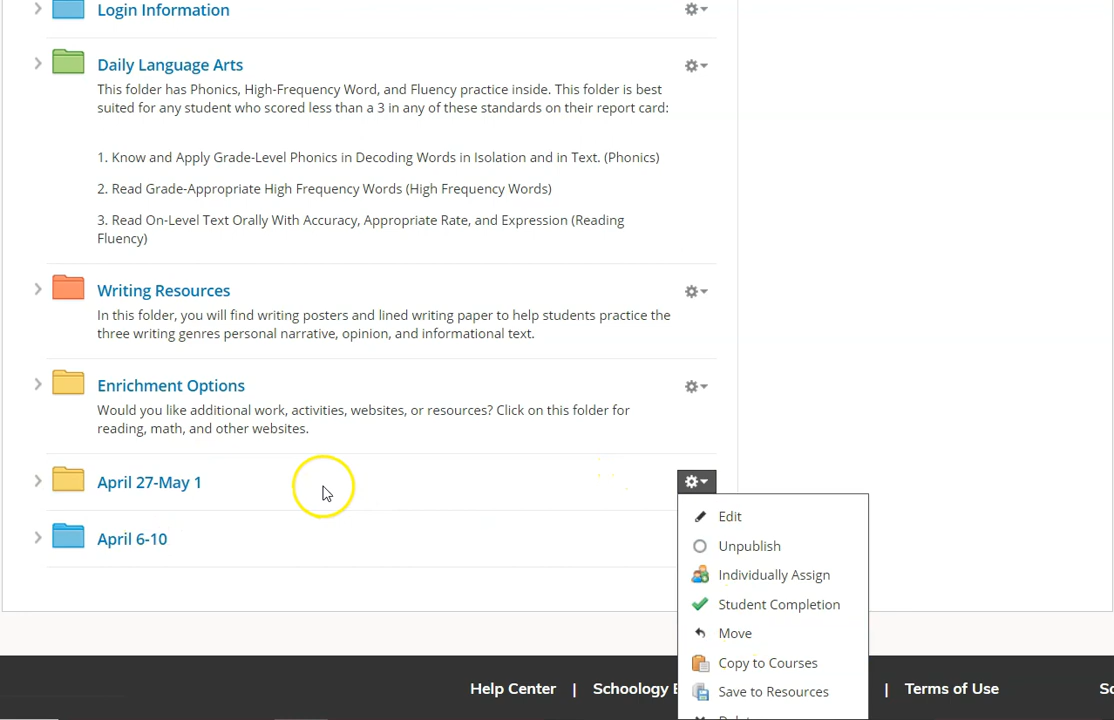 Login Information
Daily Language Arts
This folder has Phonics, High-Frequency Word, and Fluency practice inside. This folder is best
suited for any student who scored less than a 3 in any of these standards on their report card:
1. Know and Apply Grade-Level Phonics in Decoding Words in Isolation and in Text. (Phonics)
2. Read Grade-Appropriate High Frequency Words (High Frequency Words)
3. Read On-Level Text Orally With Accuracy, Appropriate Rate, and Expression (Reading
Fluency)
Writing Resources
In this folder, you will find writing posters and lined writing paper to help students practice the
three writing genres personal narrative, opinion, and informational text.
Enrichment Options
Would you like additional work, activities, websites, or resources? Click on this folder for
reading, math, and other websites.
April 27-May 1
April 6-10
Edit
Unpublish
Individually Assign
Student Completion
Move
Copy to Courses
Save to Resources
Help Center | Schoology | Terms of Use